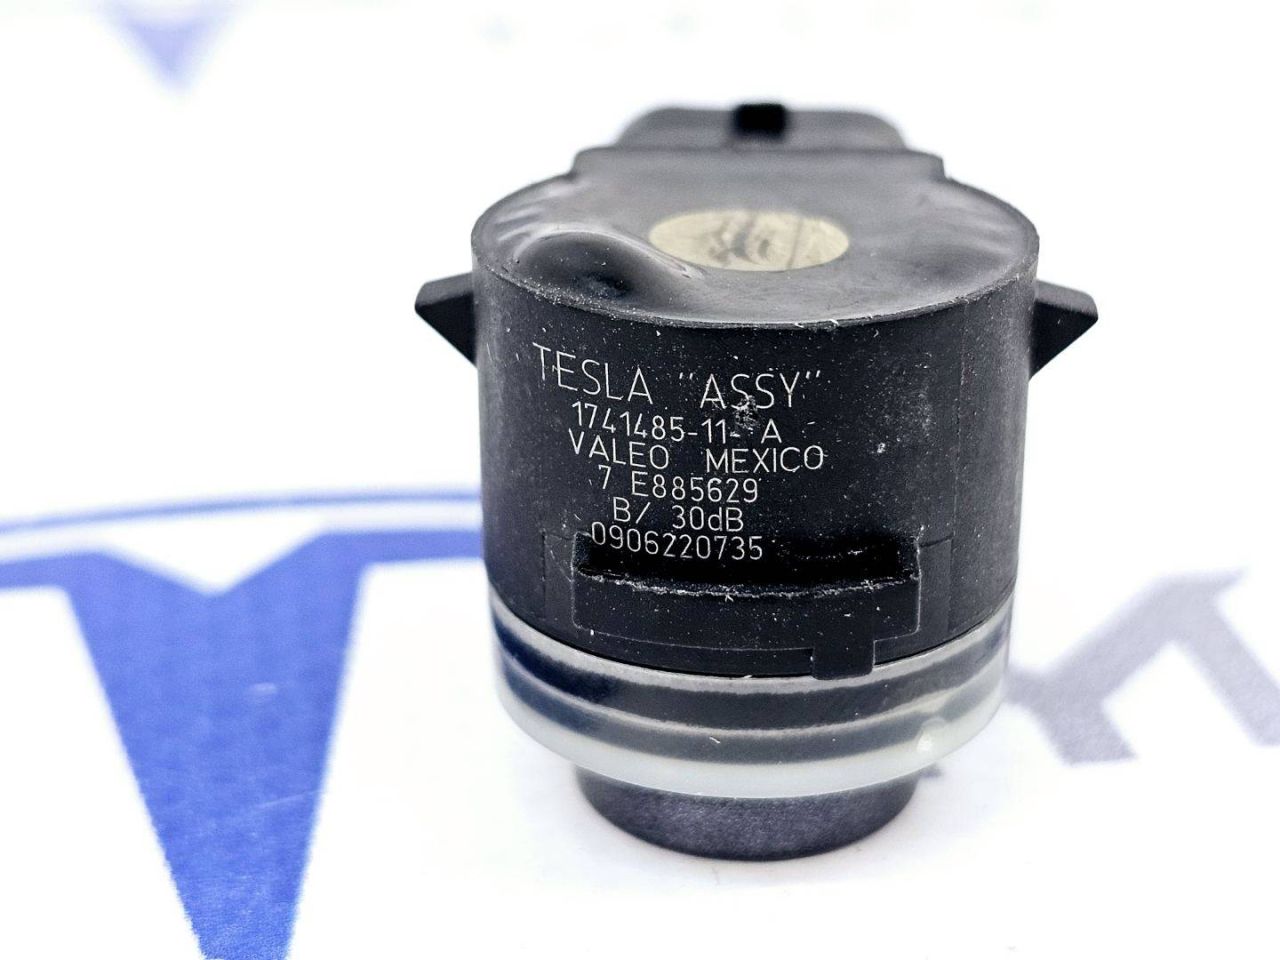 TESLA "ASSY"
1741485-11- A
VALEO MEXICO
7 E885629
B/ 30dB
0906220735